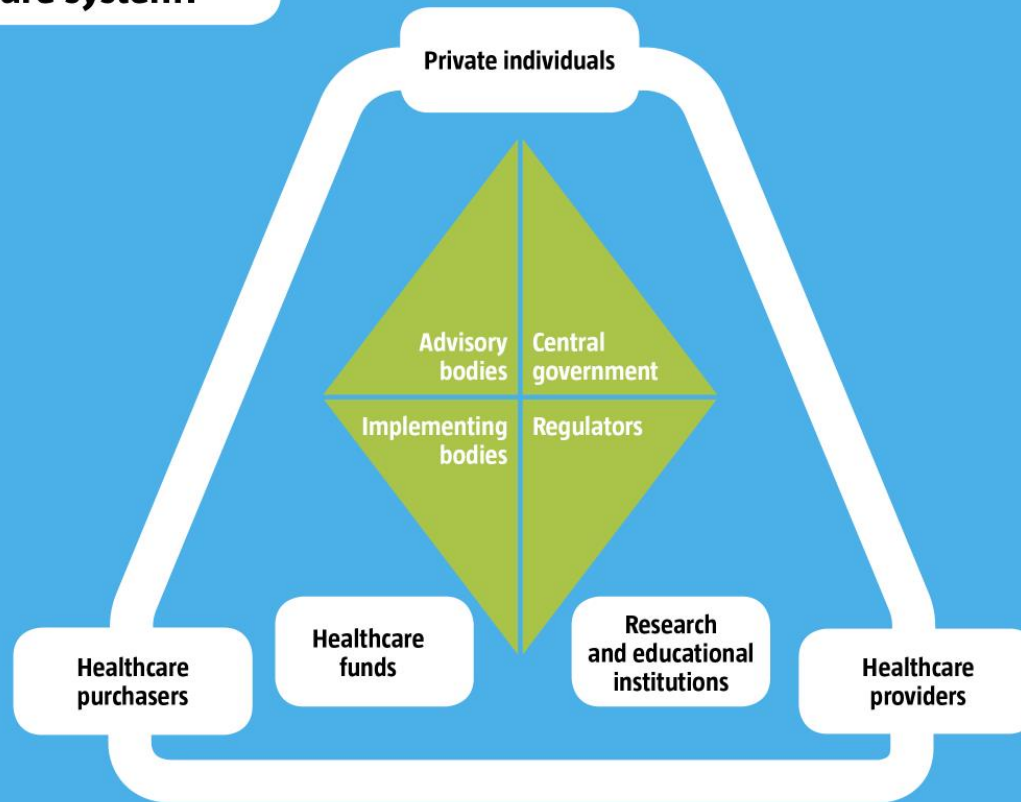 system?
Private individuals
Advisory
bodies
Central
government
Implementing
bodies
Regulators
Healthcare
purchasers
Healthcare
funds
Research
and educational
institutions
Healthcare
providers